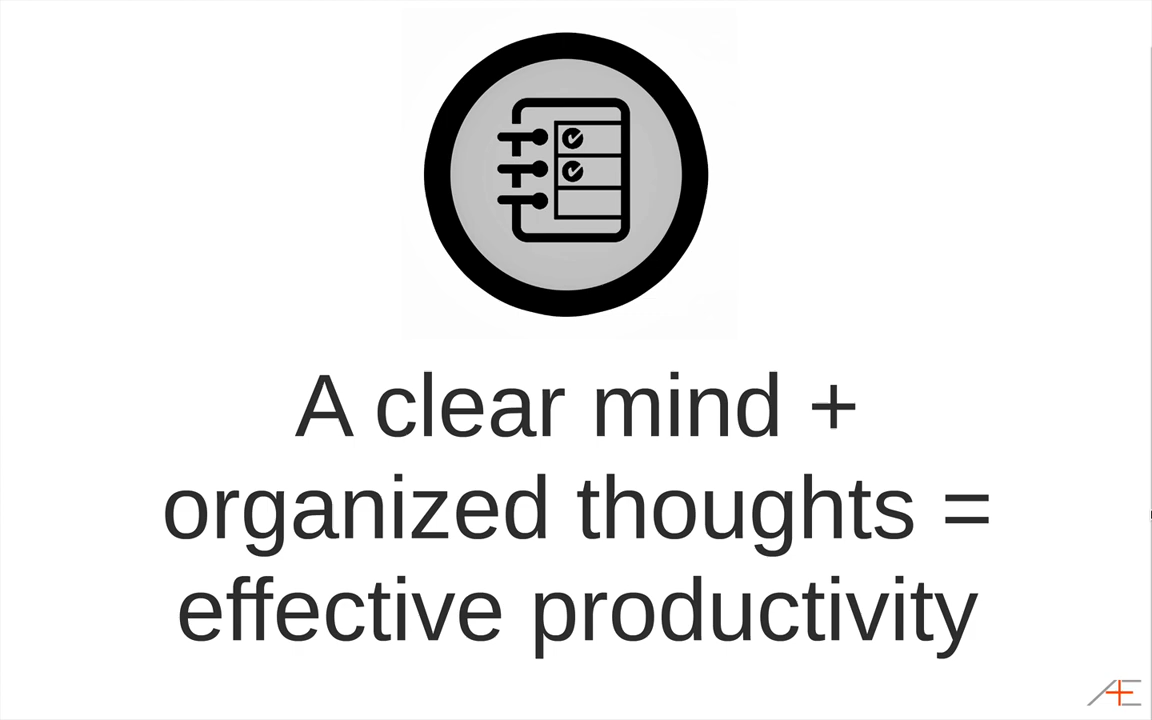 A clear mind +
organized thoughts =
effective productivity